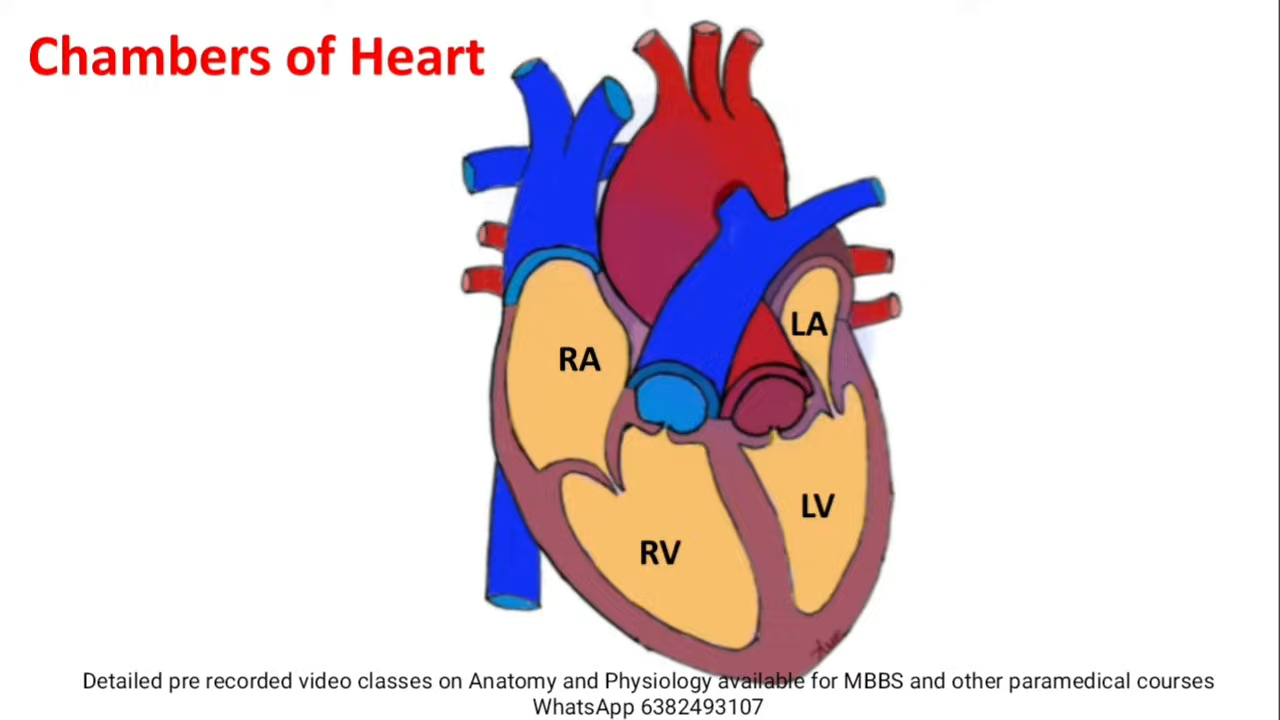 Chambers of Heart
LA
RA
LV
RV
Detailed pre recorded video classes on Anatomy and Physiology available for MBBS and other paramedical courses
WhatsApp 6382493107